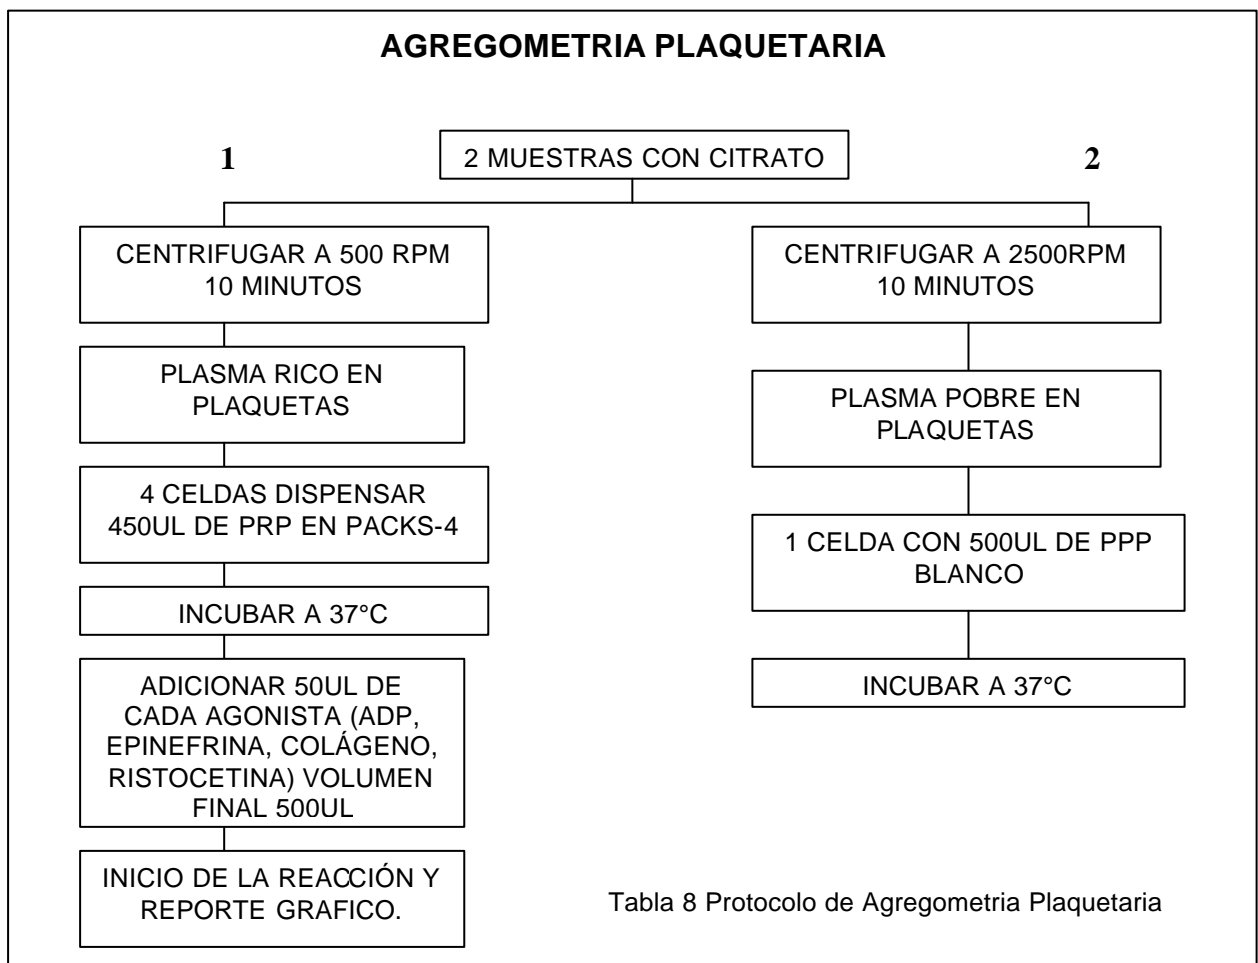 AGREGOMETRIA PLAQUETARIA
1
2 MUESTRAS CON CITRATO
2
CENTRIFUGAR A 500 RPM
10 MINUTOS
PLASMA RICO EN
PLAQUETAS
4 CELDAS DISPENSAR
450UL DE PRP EN PACKS-4
INCUBAR A 37°C
ADICIONAR 50UL DE
CADA AGONISTA (ADP,
EPINEFRINA, COLÁGENO,
RISTOCETINA) VOLUMEN
FINAL 500UL
INICIO DE LA REACCIÓN Y
REPORTE GRAFICO.
CENTRIFUGAR A 2500RPM
10 MINUTOS
PLASMA POBRE EN
PLAQUETAS
1 CELDA CON 500UL DE PPP
BLANCO
INCUBAR A 37°C
Tabla 8 Protocolo de Agregometria Plaquetaria